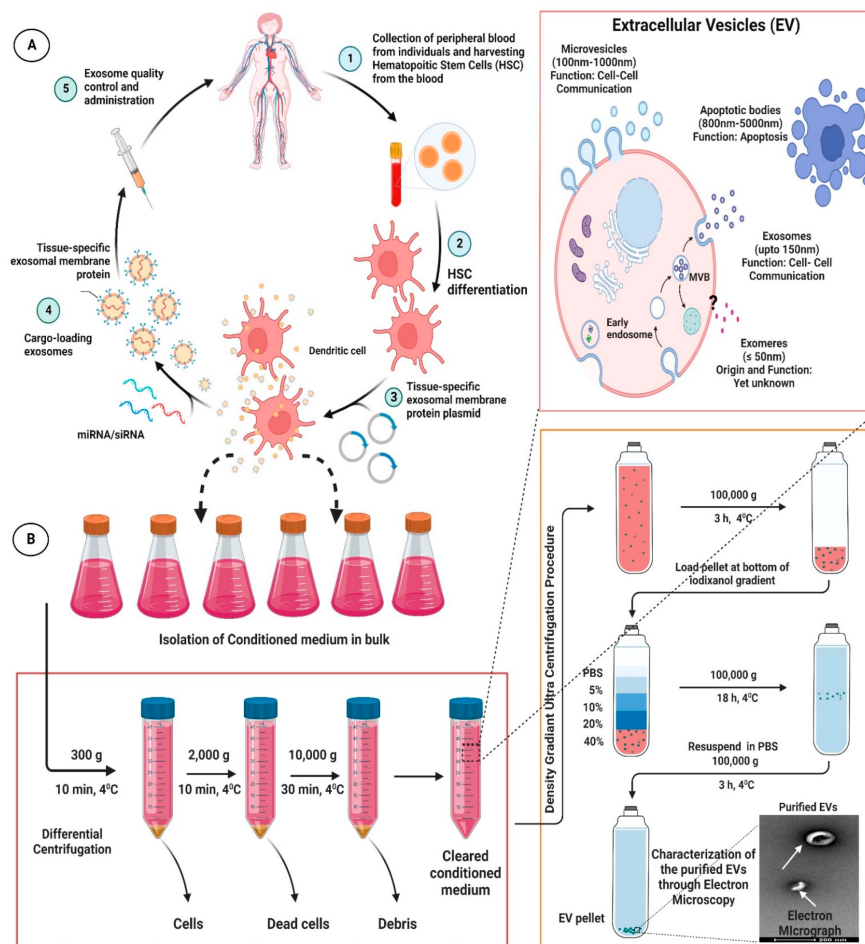 A
1
Collection of peripheral blood
from individuals and harvesting
Hematopoitic Stem Cells (HSC)
from the blood
5
Exosome quality
control and
administration
2
HSC
differentiation
Tissue-specific
exosomal membrane
protein
4
Cargo-loading
exosomes
Dendritic cell
3
Tissue-specific
exosomal membrane
protein plasmid
miRNA/siRNA
Extracellular Vesicles (EV)
Microvesicles
(100nm-1000nm)
Function: Cell-Cell
Communication
Apoptotic bodies
(800nm-5000nm)
Function: Apoptosis
Exosomes
(upto 150nm)
Function: Cell- Cell
Communication
MVB
?
Early
endosome
Exomeres
(≤ 50nm)
Origin and Function:
Yet unknown
B
Isolation of Conditioned medium in bulk
300 g
10 min, 4⁰C
2,000 g
10 min, 4⁰C
10,000 g
30 min, 4⁰C
Differential
Centrifugation
Cleared
conditioned
medium
Cells
Dead cells
Debris
Density Gradiant Ultra Centrifugation Procedure
100,000 g
3 h, 4⁰C
Load pellet at bottom of
iodixanol gradient
PBS
5%
10%
20%
40%
100,000 g
18 h, 4⁰C
Resuspend in PBS
100,000 g
3 h, 4⁰C
Purified EVs
Characterization of
the purified EVs
through Electron
Microscopy
EV pellet
Electron
MIcrograph
200 nm